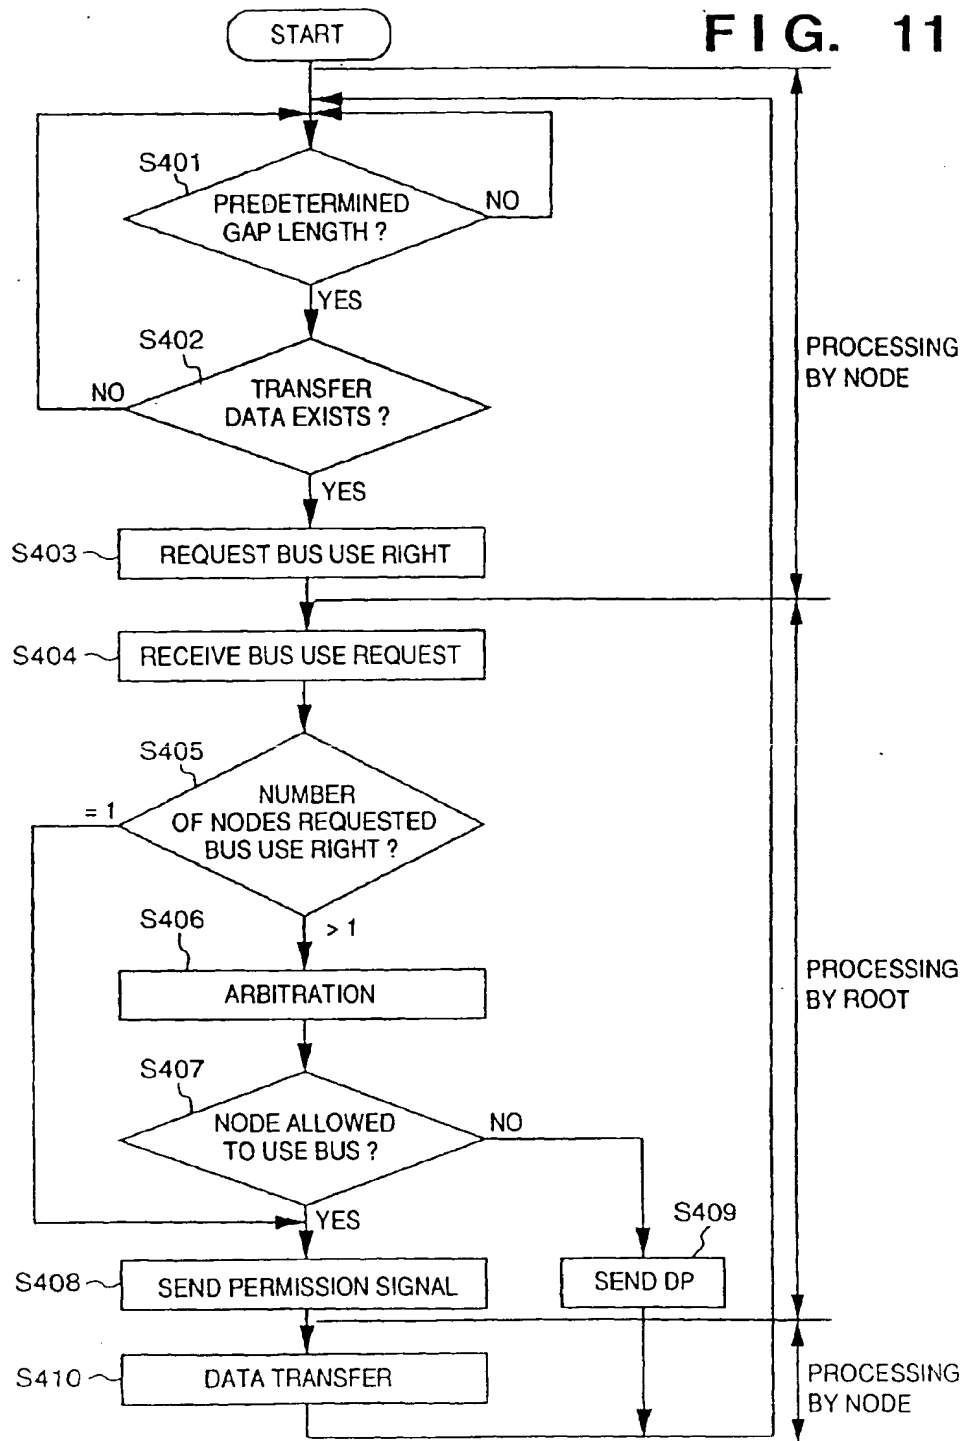 FIG. 11
START
S401
PREDETERMINED
GAP LENGTH ?
NO
YES
S402
NO
TRANSFER
DATA EXISTS ?
YES
PROCESSING
BY NODE
S403
REQUEST BUS USE RIGHT
S404
RECEIVE BUS USE REQUEST
S405
= 1
NUMBER
OF NODES REQUESTED
BUS USE RIGHT ?
> 1
S406
ARBITRATION
PROCESSING
BY ROOT
S407
NODE ALLOWED
TO USE BUS ?
NO
YES
S409
S408
SEND PERMISSION SIGNAL
SEND DP
S410
DATA TRANSFER
PROCESSING
BY NODE